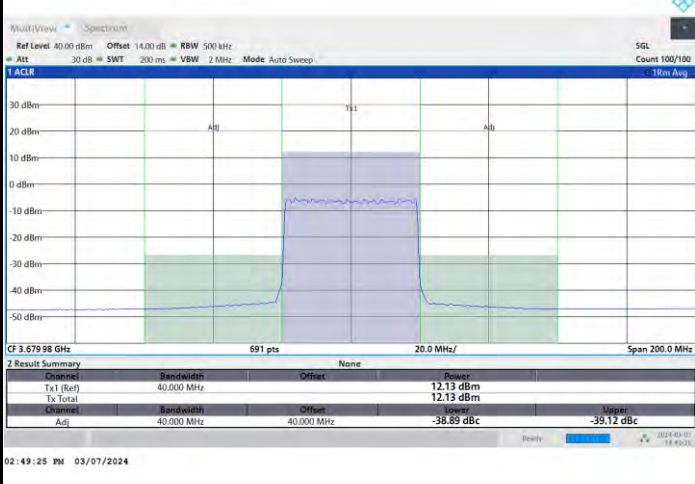 MultiView Spectrum
Ref Level 40.00 dBm Offset 14.00 dB RBW 500 kHz SGL
Att 30 dB SWT 200 ms VBW 2 MHz Mode Auto Sweep Count 100/100
1 ACLR 1Rm Avg
30 dBm
Tx1
20 dBm
Adj Adj
10 dBm
0 dBm
-10 dBm
-20 dBm
-30 dBm
-40 dBm
-50 dBm
CF 3.679 98 GHz 691 pts 20.0 MHz/ Span 200.0 MHz
2 Result Summary None
Channel Bandwidth Offset Power
Tx1 (Ref) 40.000 MHz 12.13 dBm
Tx Total 12.13 dBm
Channel Bandwidth Offset Lower Upper
Adj 40.000 MHz 40.000 MHz -38.89 dBc -39.12 dBc
Ready 2024-03-07
02:49:25 PM 03/07/2024